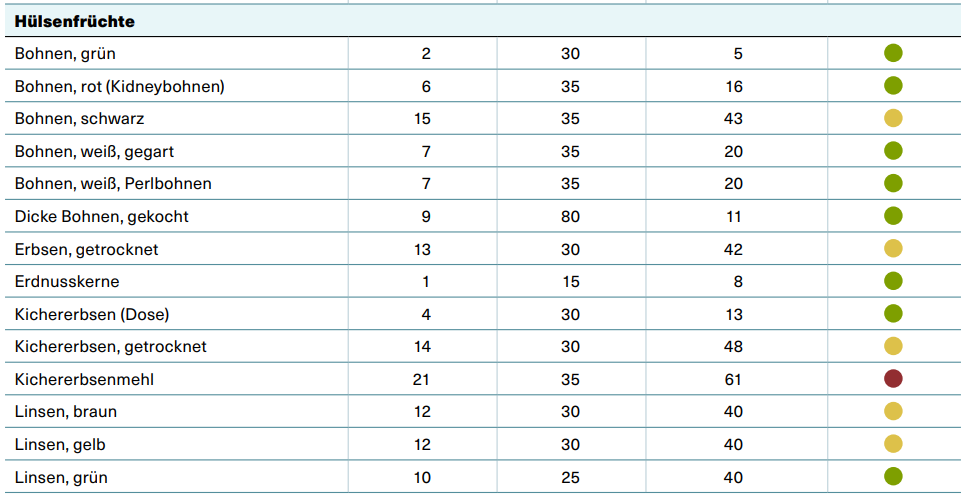 Hülsenfrüchte
Bohnen, grün 2 30 5
Bohnen, rot (Kidneybohnen) 6 35 16
Bohnen, schwarz 15 35 43
Bohnen, weiß, gegart 7 35 20
Bohnen, weiß, Perlbohnen 7 35 20
Dicke Bohnen, gekocht 9 80 11
Erbsen, getrocknet 13 30 42
Erdnusskerne 1 15 8
Kichererbsen (Dose) 4 30 13
Kichererbsen, getrocknet 14 30 48
Kichererbsenmehl 21 35 61
Linsen, braun 12 30 40
Linsen, gelb 12 30 40
Linsen, grün 10 25 40